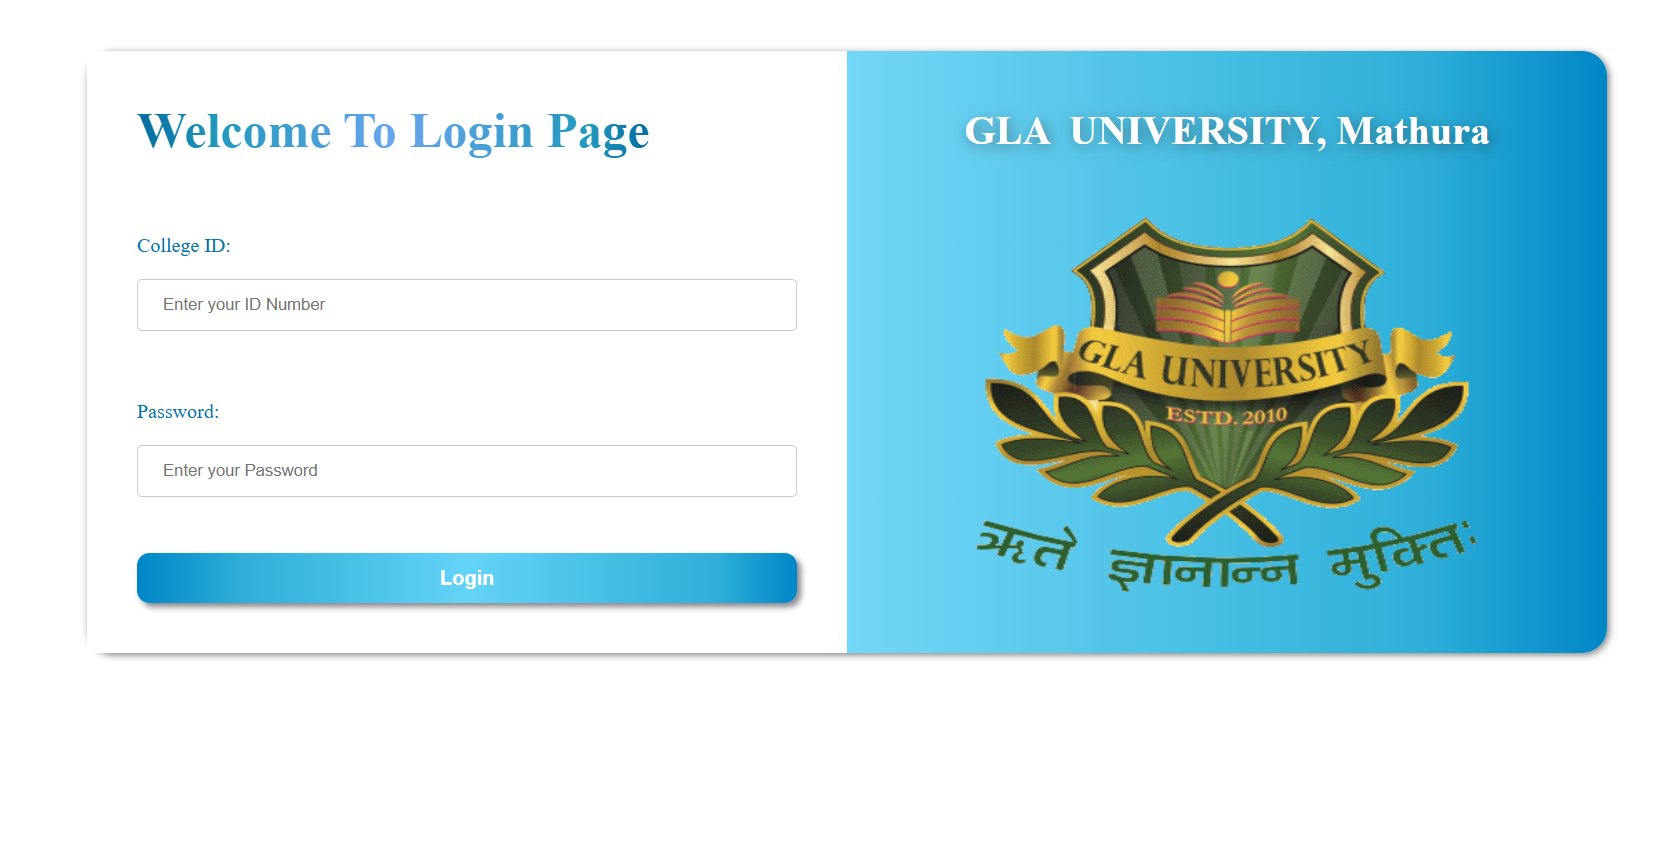 Welcome To Login Page
College ID:
Enter your ID Number
Password:
Enter your Password
Login
GLA UNIVERSITY, Mathura
GLA UNIVERSITY
ESTD. 2010
ऋते ज्ञानान्न मुक्तिः